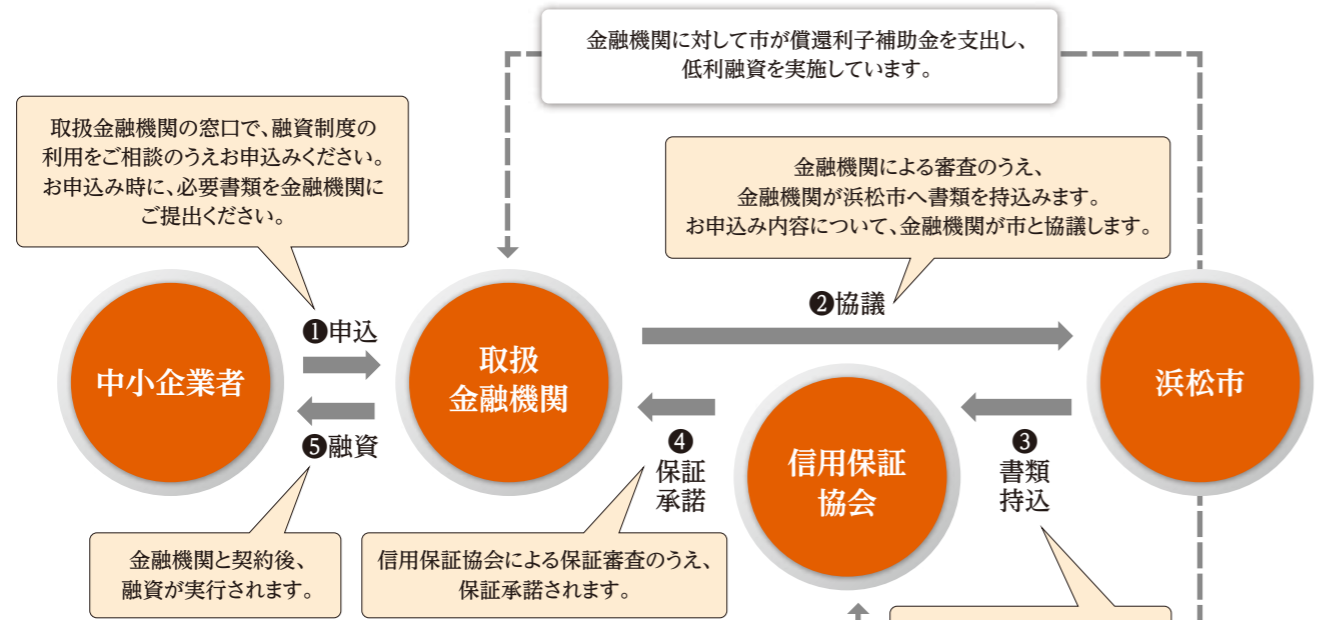 金融機関に対して市が償還利子補助金を支出し、
低利融資を実施しています。
取扱金融機関の窓口で、融資制度の
利用をご相談のうえお申込みください。
お申込み時に、必要書類を金融機関に
ご提出ください。
金融機関による審査のうえ、
金融機関が浜松市へ書類を持込みます。
お申込み内容について、金融機関が市と協議します。
中小企業者
❶申込
取扱
金融機関
❷協議
浜松市
❺融資
❹
保証
承諾
信用保証
協会
❸
書類
持込
金融機関と契約後、
融資が実行されます。
信用保証協会による保証審査のうえ、
保証承諾されます。